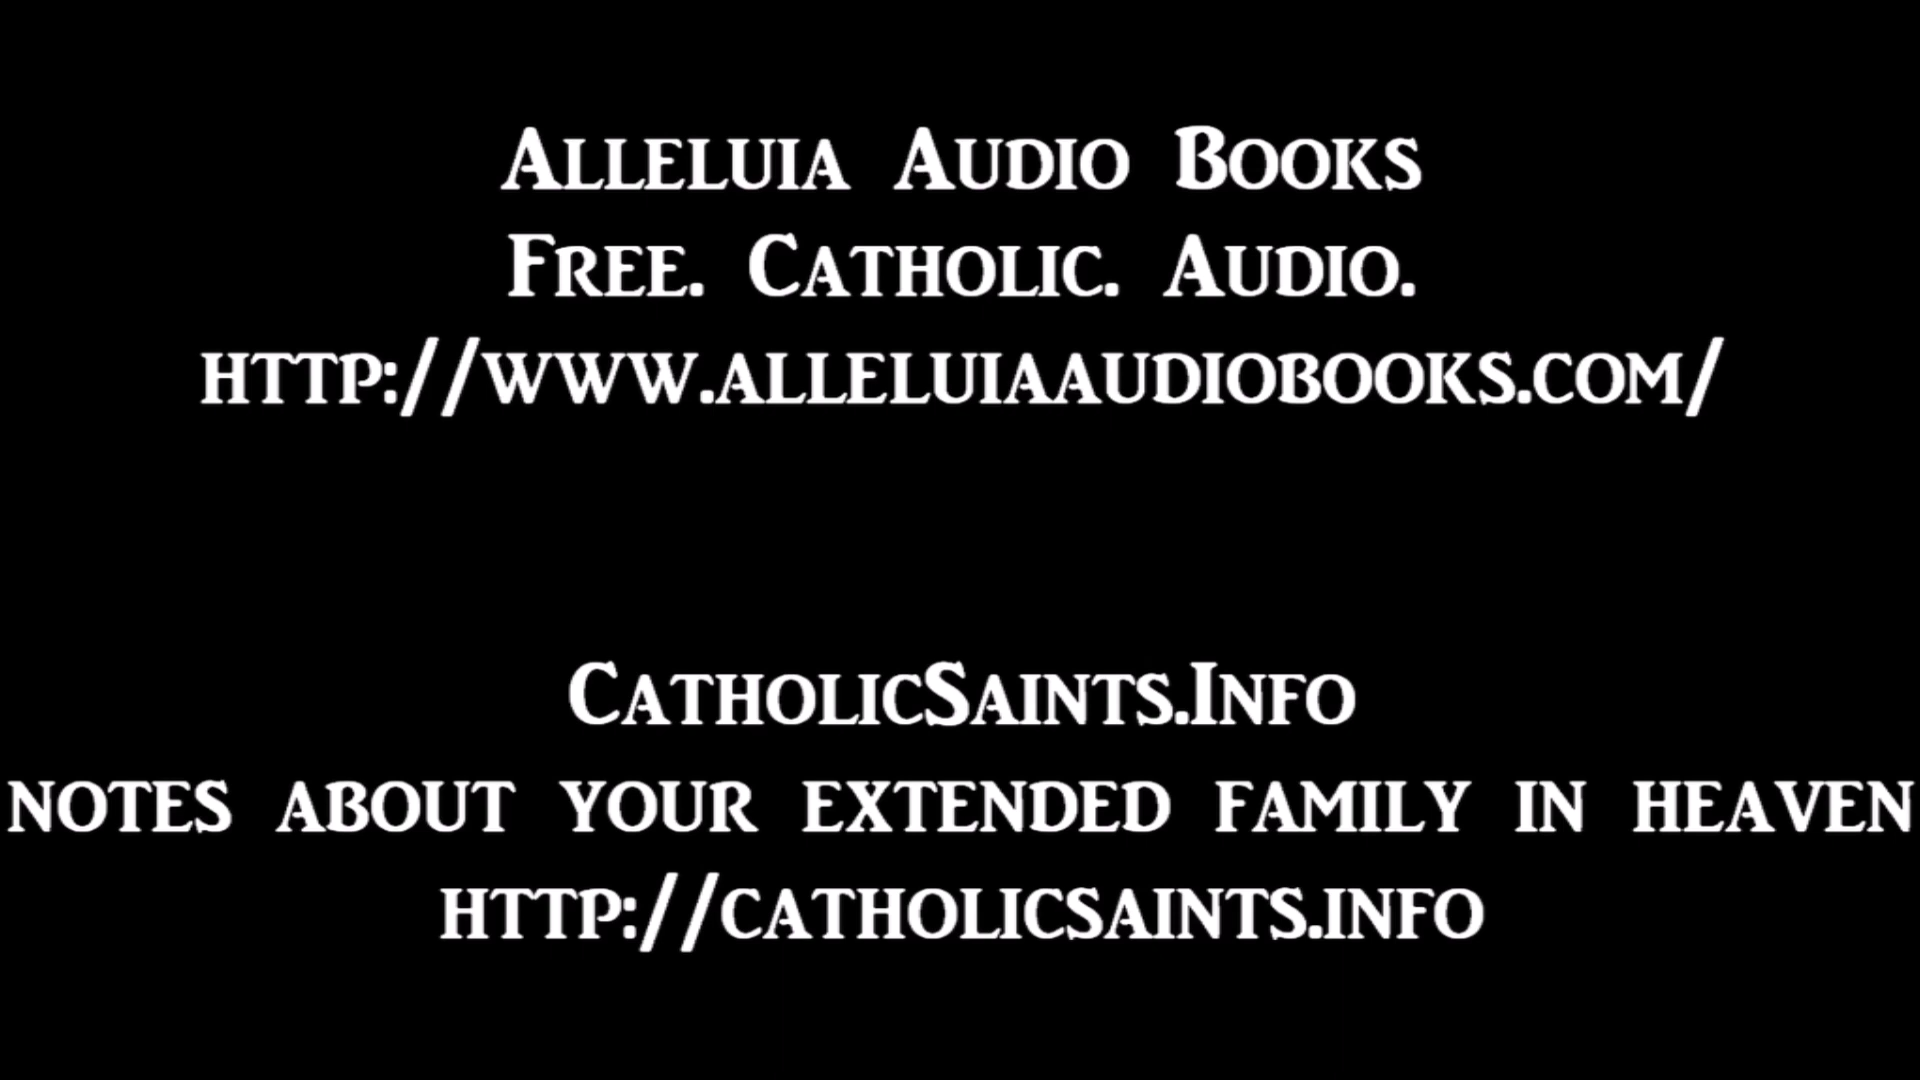 Alleluia Audio Books
Free. Catholic. Audio.
http://www.alleluiaaudiobooks.com/
CatholicSaints.Info
notes about your extended family in heaven
http://catholicsaints.info